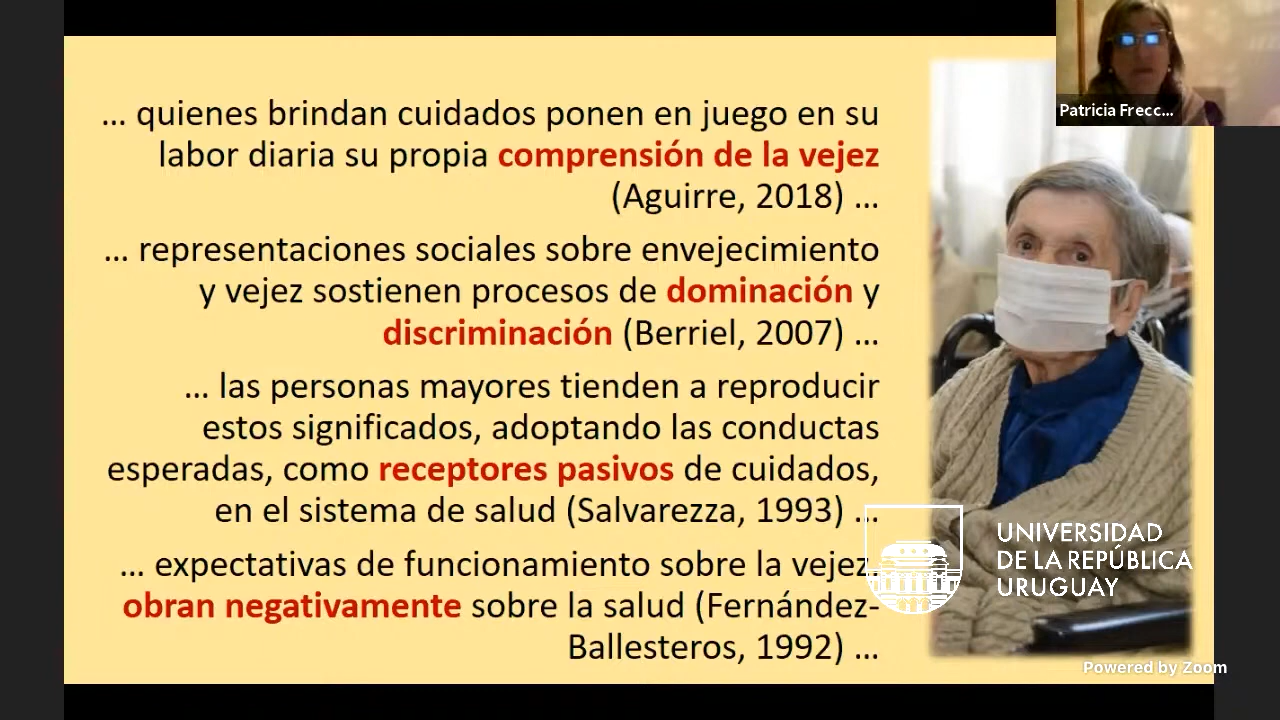 Patricia Frecc...
... quienes brindan cuidados ponen en juego en su
labor diaria su propia comprensión de la vejez
(Aguirre, 2018) ...
... representaciones sociales sobre envejecimiento
y vejez sostienen procesos de dominación y
discriminación (Berriel, 2007) ...
... las personas mayores tienden a reproducir
estos significados, adoptando las conductas
esperadas, como receptores pasivos de cuidados,
en el sistema de salud (Salvarezza, 1993) ...
... expectativas de funcionamiento sobre la vejez
obran negativamente sobre la salud (Fernández-
Ballesteros, 1992) ...
UNIVERSIDAD
DE LA REPÚBLICA
URUGUAY
Powered by Zoom